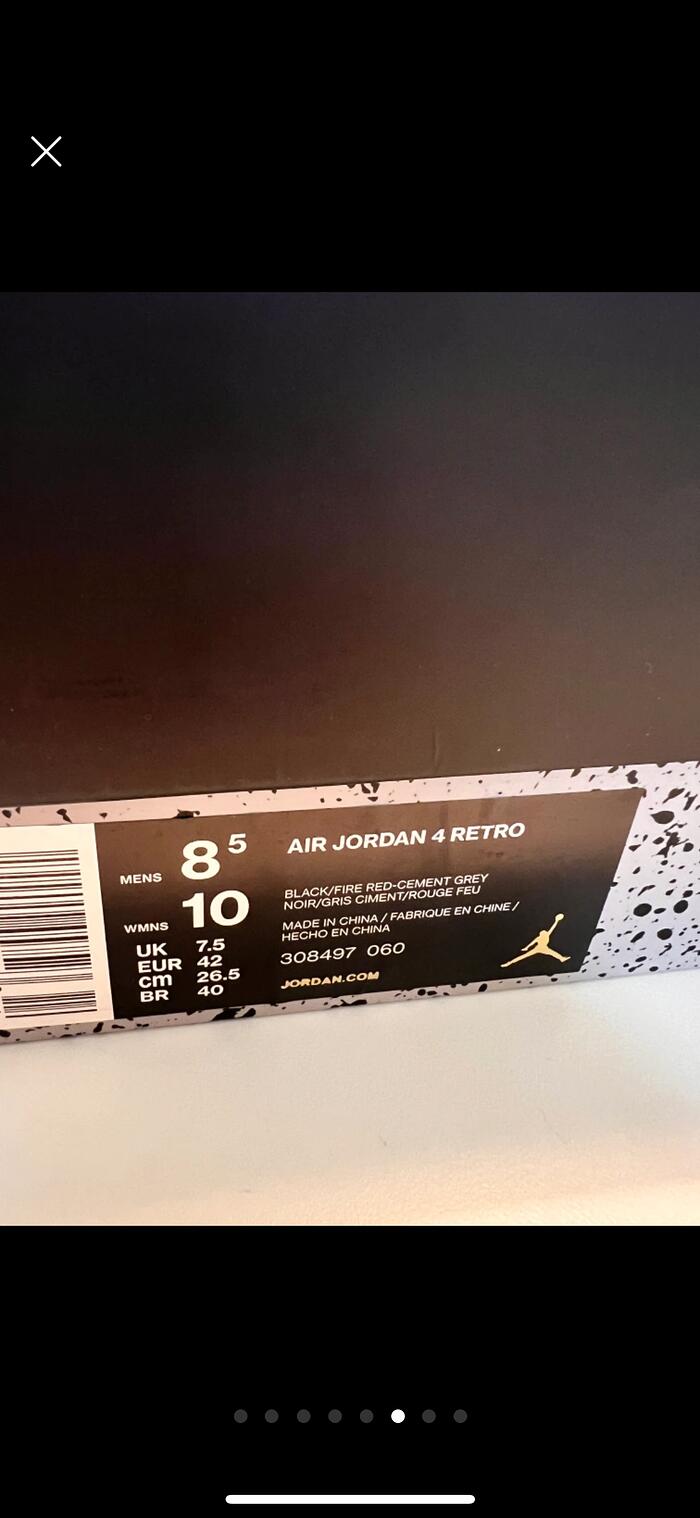 MENS 8 5
WMNS 10
UK 7.5
EUR 42
cm 26.5
BR 40
AIR JORDAN 4 RETRO
BLACK/FIRE RED-CEMENT GREY
NOIR/GRIS CIMENT/ROUGE FEU
MADE IN CHINA / FABRIQUE EN CHINE /
HECHO EN CHINA
308497 060
JORDAN.COM